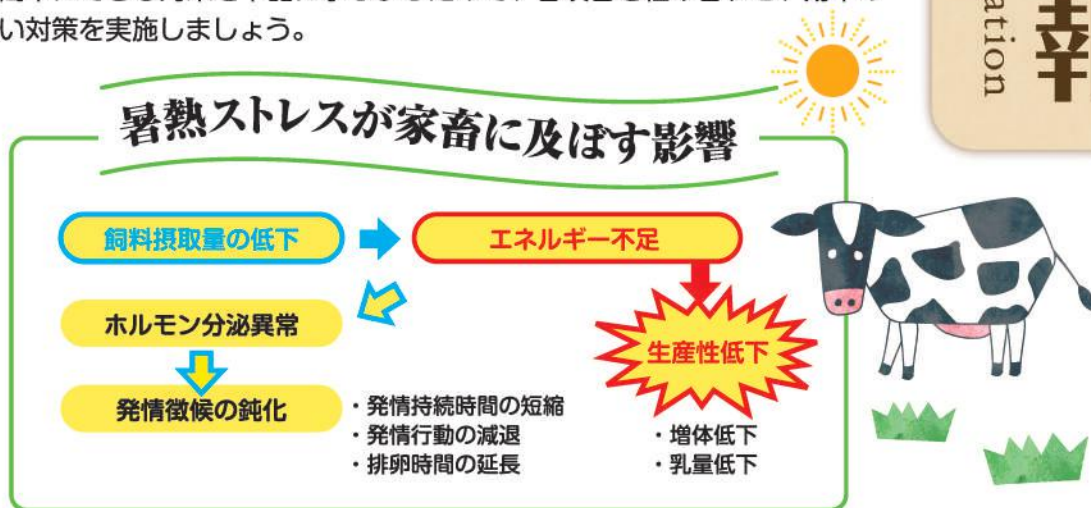 い対策を実施しましょう。
ation
幸
暑熱ストレスが家畜に及ぼす影響
飼料摂取量の低下
エネルギー不足
ホルモン分泌異常
生産性低下
発情徴候の鈍化
・発情持続時間の短縮
・発情行動の減退
・排卵時間の延長
・増体低下
・乳量低下